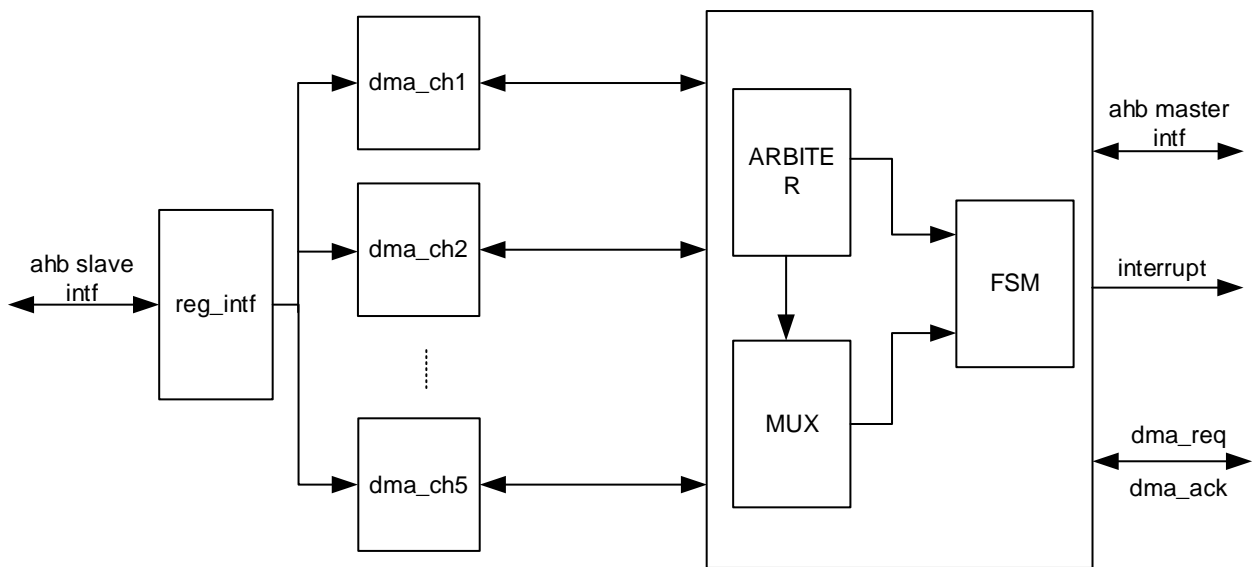 dma_ch1
ahb master
intf
ARBITE
R
dma_ch2
ahb slave
intf
reg_intf
FSM
interrupt
MUX
dma_req
dma_ch5
dma_ack